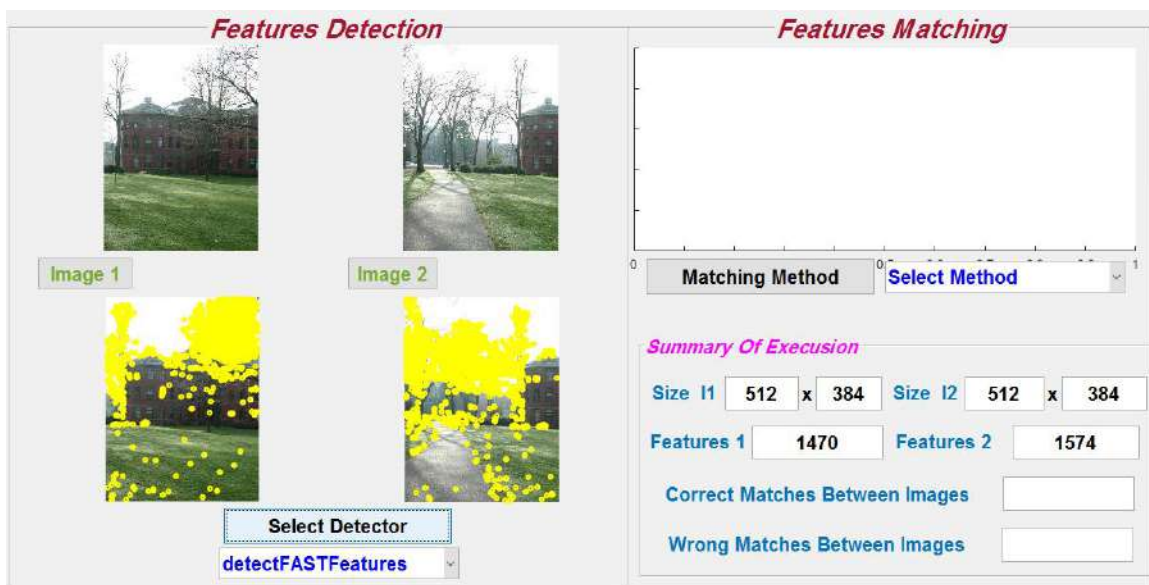 Features Detection
Features Matching
Image 1
Image 2
0
1
Matching Method
Select Method
Summary Of Execusion
Size I1 512 x 384 Size I2 512 x 384
Features 1 1470 Features 2 1574
Correct Matches Between Images
Wrong Matches Between Images
Select Detector
detectFASTFeatures